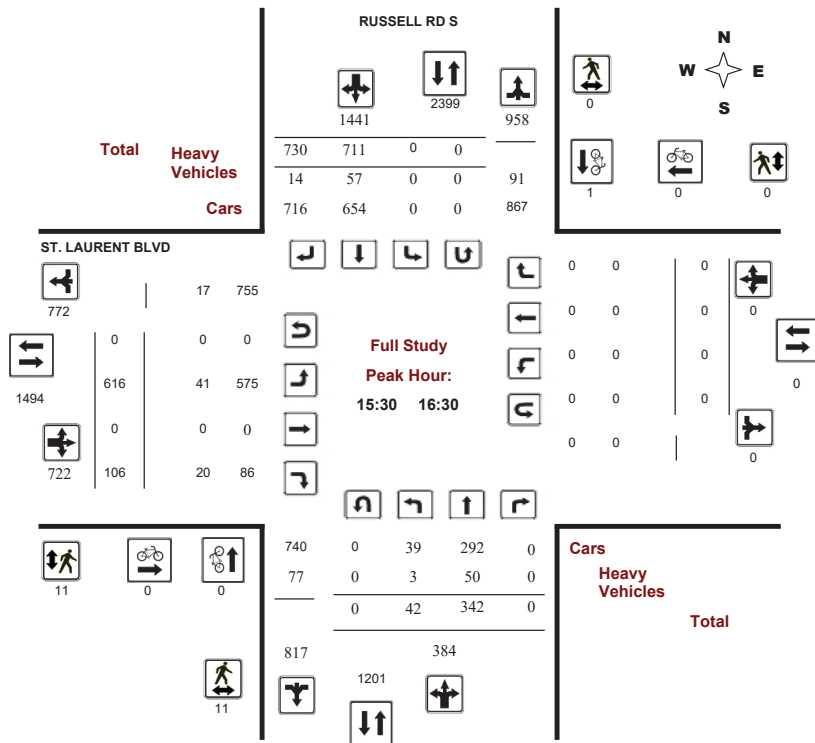 RUSSELL RD S
N
W E
S
2399
0
1441 958
Total Heavy Vehicles
730 711 0 0
14 57 0 0 91
1 0 0
Cars 716 654 0 0 867
ST. LAURENT BLVD
772 17 755
0 0 0
0
0 0 0
0 0 0
Full Study
Peak Hour:
15:30 16:30
1494 616 41 575
0 0 0
0
0 0 0
0 0 0
722 106 20 86
0 0
0
740 0 39 292 0 Cars
77 0 3 50 0 Heavy Vehicles
11 0 0
0 42 342 0 Total
817 384
1201
11